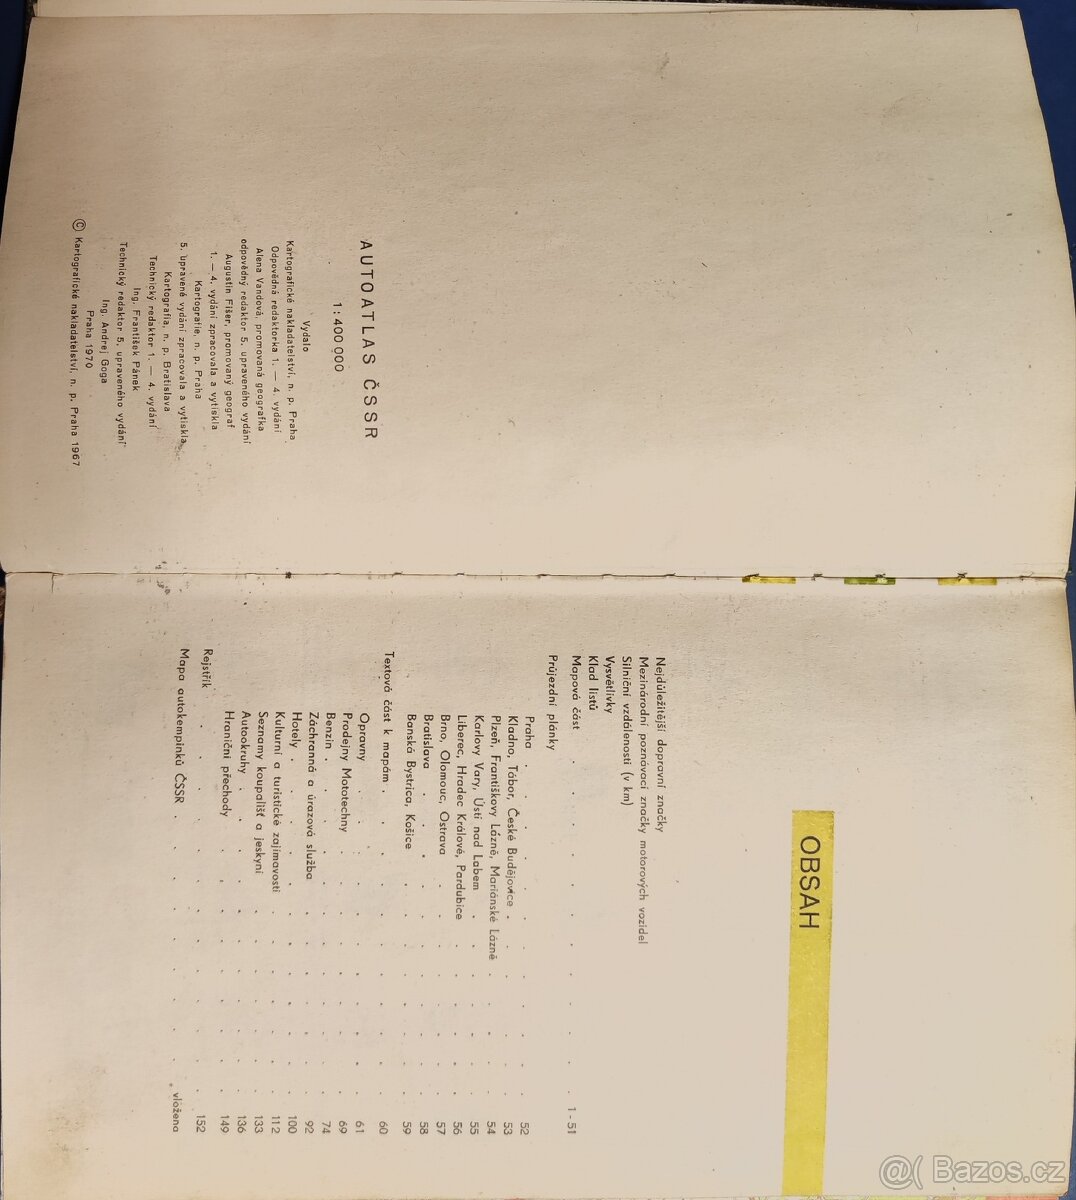 AUTOATLAS ČSSR
1 : 400 000
Vydalo
Kartografické nakladatelství, n. p. Praha
Odpovědná redaktorka 1. — 4. vydání
Alena Vandová, promovaná geografka
odpovědný redaktor 5. upraveného vydání
Augustin Fišer, promovaný geograf
1. — 4. vydání zpracovala a vytiskla
Kartografie, n. p. Praha
5. upravené vydání zpracovala a vytiskla
Kartografia, n. p. Bratislava
Technický redaktor 1. — 4. vydání
Ing. František Pánek
Technický redaktor 5. upraveného vydání
Ing. Andrej Goga
Praha 1970
© Kartografické nakladatelství, n. p. Praha 1967
OBSAH
Nejdůležitější dopravní značky
Mezinárodní poznávací značky motorových vozidel
Silniční vzdálenosti (v km)
Vysvětlivky
Klad listů
Mapová část . . . . . . . . 1 - 51
Průjezdní plánky
Praha . . . . . . . . 52
Kladno, Tábor, České Budějovice . . . . . 53
Plzeň, Františkovy Lázně, Mariánské Lázně . . . . 54
Karlovy Vary, Ústí nad Labem . . . . . 55
Liberec, Hradec Králové, Pardubice . . . . . 56
Brno, Olomouc, Ostrava . . . . . . 57
Bratislava . . . . . . . 58
Banská Bystrica, Košice . . . . . . 59
Textová část k mapám . . . . . . . . 60
Opravny . . . . . . . . 61
Prodejny Mototechny . . . . . . . 69
Benzin . . . . . . . . 74
Záchranná a úrazová služba . . . . . 92
Hotely . . . . . . . . 100
Kulturní a turistické zajímavosti . . . . . 112
Seznamy koupališť a jeskyní . . . . . 133
Autookruhy . . . . . . . 136
Hraniční přechody . . . . . . 149
Rejstřík . . . . . . . . . 152
Mapa autokempinků ČSSR . . . . . . vložena
@( Bazos.cz